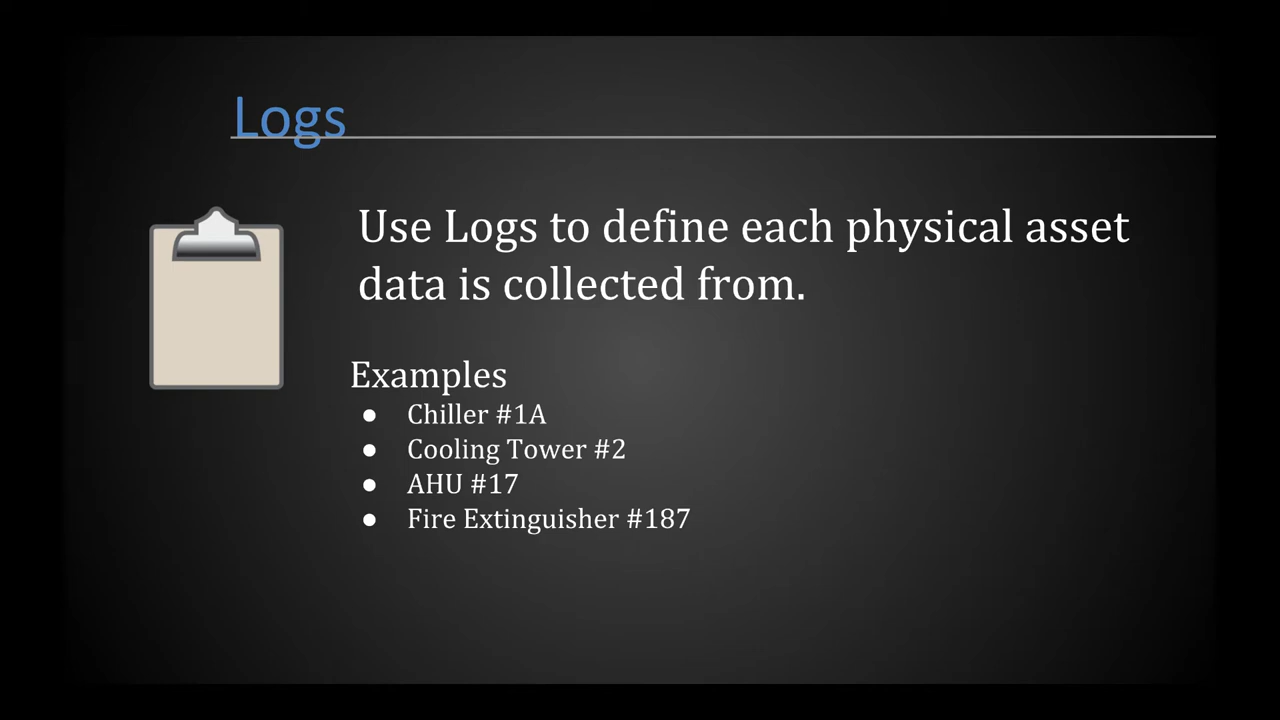 Logs
Use Logs to define each physical asset
data is collected from.
Examples
● Chiller #1A
● Cooling Tower #2
● AHU #17
● Fire Extinguisher #187